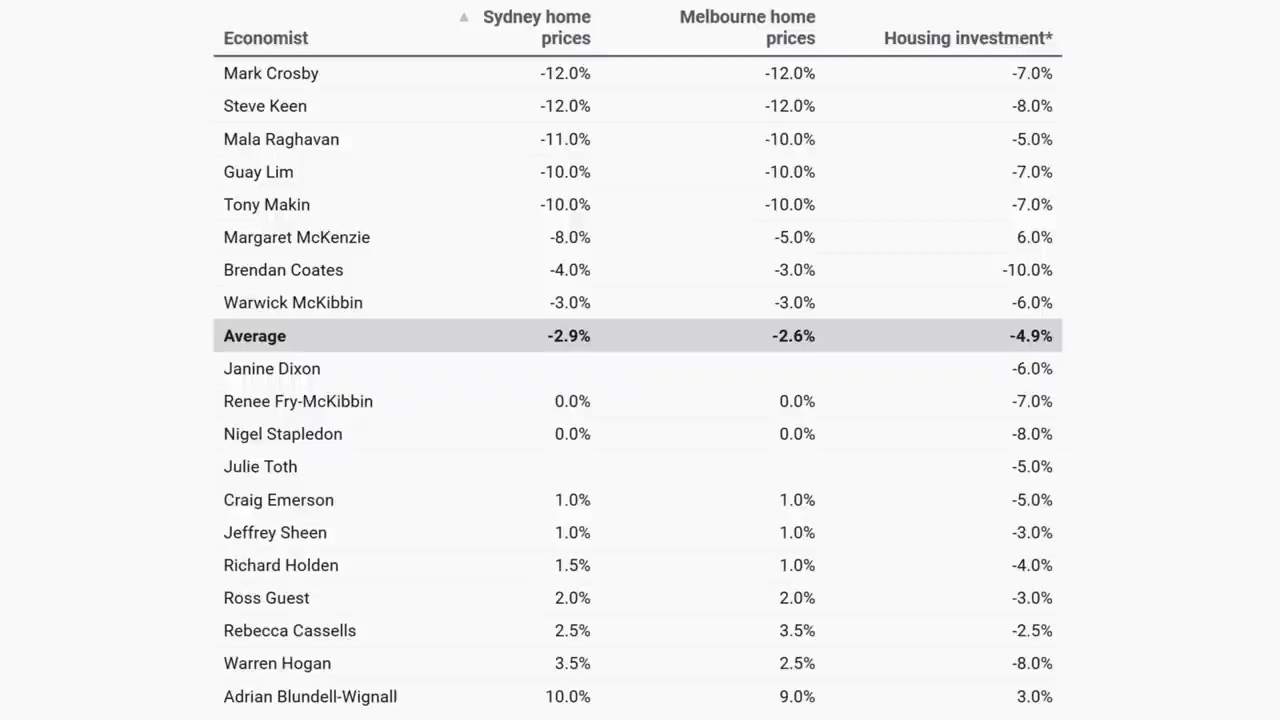 ▲ Sydney home prices Melbourne home prices
Economist Housing investment*
Mark Crosby -12.0% -12.0% -7.0%
Steve Keen -12.0% -12.0% -8.0%
Mala Raghavan -11.0% -10.0% -5.0%
Guay Lim -10.0% -10.0% -7.0%
Tony Makin -10.0% -10.0% -7.0%
Margaret McKenzie -8.0% -5.0% 6.0%
Brendan Coates -4.0% -3.0% -10.0%
Warwick McKibbin -3.0% -3.0% -6.0%
Average -2.9% -2.6% -4.9%
Janine Dixon -6.0%
Renee Fry-McKibbin 0.0% 0.0% -7.0%
Nigel Stapledon 0.0% 0.0% -8.0%
Julie Toth -5.0%
Craig Emerson 1.0% 1.0% -5.0%
Jeffrey Sheen 1.0% 1.0% -3.0%
Richard Holden 1.5% 1.0% -4.0%
Ross Guest 2.0% 2.0% -3.0%
Rebecca Cassells 2.5% 3.5% -2.5%
Warren Hogan 3.5% 2.5% -8.0%
Adrian Blundell-Wignall 10.0% 9.0% 3.0%